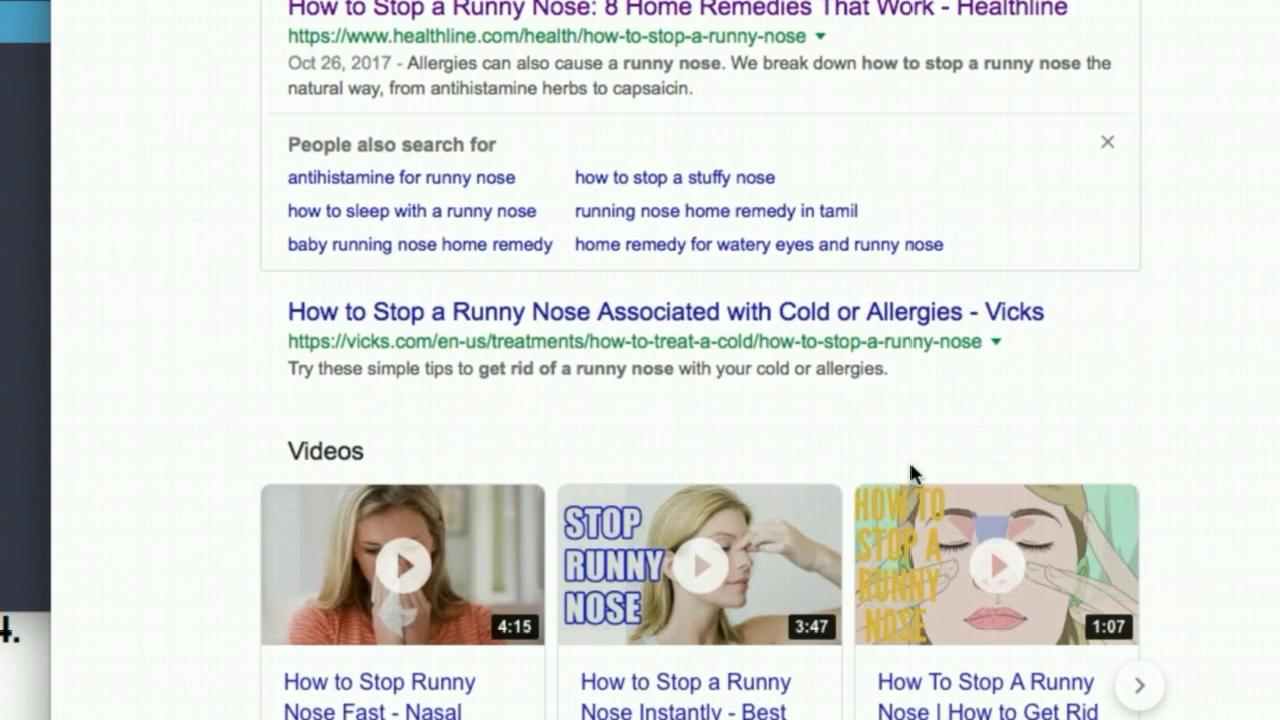 How to Stop a Runny Nose: 8 Home Remedies That Work - Healthline
https://www.healthline.com/health/how-to-stop-a-runny-nose
Oct 26, 2017 - Allergies can also cause a runny nose. We break down how to stop a runny nose the
natural way, from antihistamine herbs to capsaicin.
People also search for
antihistamine for runny nose
how to stop a stuffy nose
how to sleep with a runny nose
running nose home remedy in tamil
baby running nose home remedy
home remedy for watery eyes and runny nose
How to Stop a Runny Nose Associated with Cold or Allergies - Vicks
https://vicks.com/en-us/treatments/how-to-treat-a-cold/how-to-stop-a-runny-nose
Try these simple tips to get rid of a runny nose with your cold or allergies.
Videos
4:15
STOP
RUNNY
NOSE
3:47
HOW TO
STOP A
RUNNY
NOSE
1:07
How to Stop Runny
Nose Fast - Nasal
How to Stop a Runny
Nose Instantly - Best
How To Stop A Runny
Nose | How to Get Rid